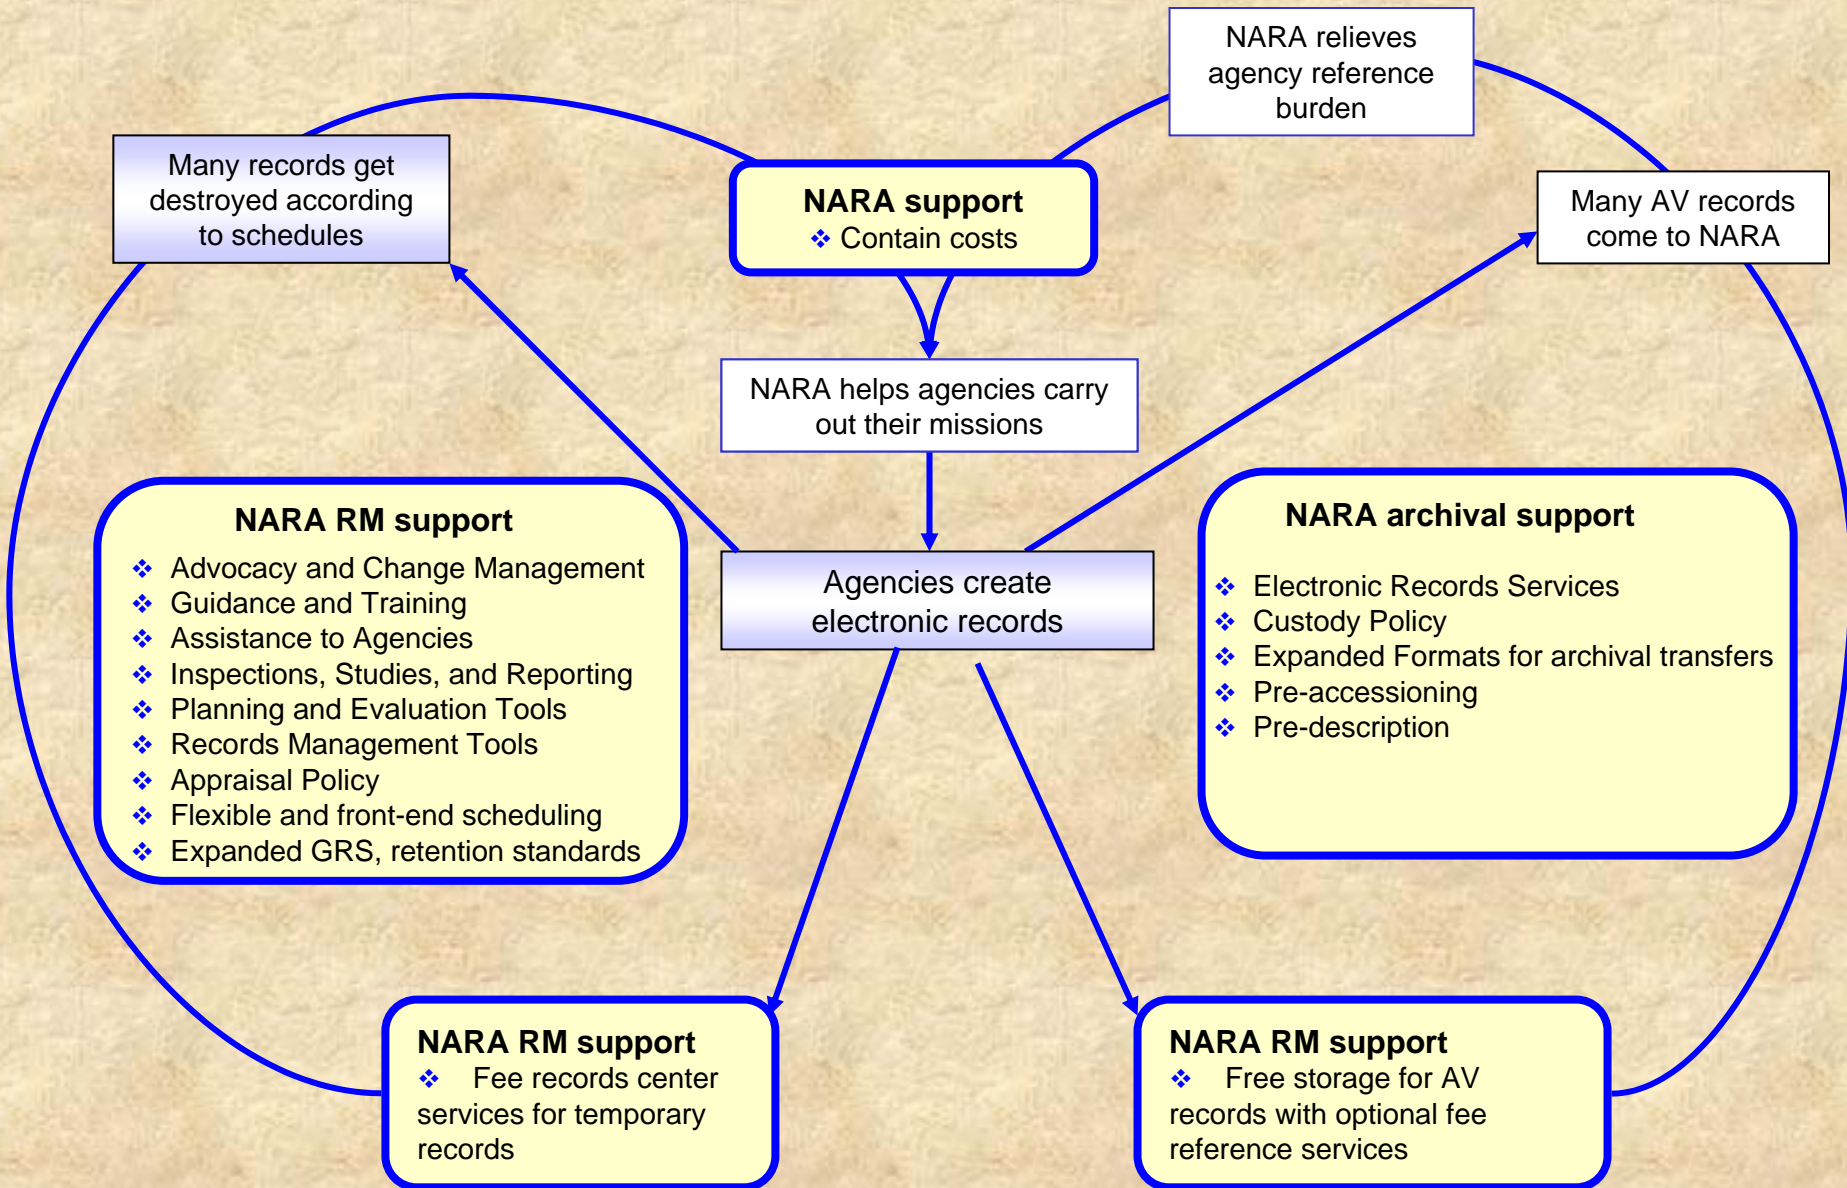 NARA relieves
agency reference
burden
Many records get
destroyed according
to schedules
NARA support
❖ Contain costs
Many AV records
come to NARA
NARA helps agencies carry
out their missions
NARA RM support
❖ Advocacy and Change Management
❖ Guidance and Training
❖ Assistance to Agencies
❖ Inspections, Studies, and Reporting
❖ Planning and Evaluation Tools
❖ Records Management Tools
❖ Appraisal Policy
❖ Flexible and front-end scheduling
❖ Expanded GRS, retention standards
Agencies create
electronic records
NARA archival support
❖ Electronic Records Services
❖ Custody Policy
❖ Expanded Formats for archival transfers
❖ Pre-accessioning
❖ Pre-description
NARA RM support
❖ Fee records center
services for temporary
records
NARA RM support
❖ Free storage for AV
records with optional fee
reference services